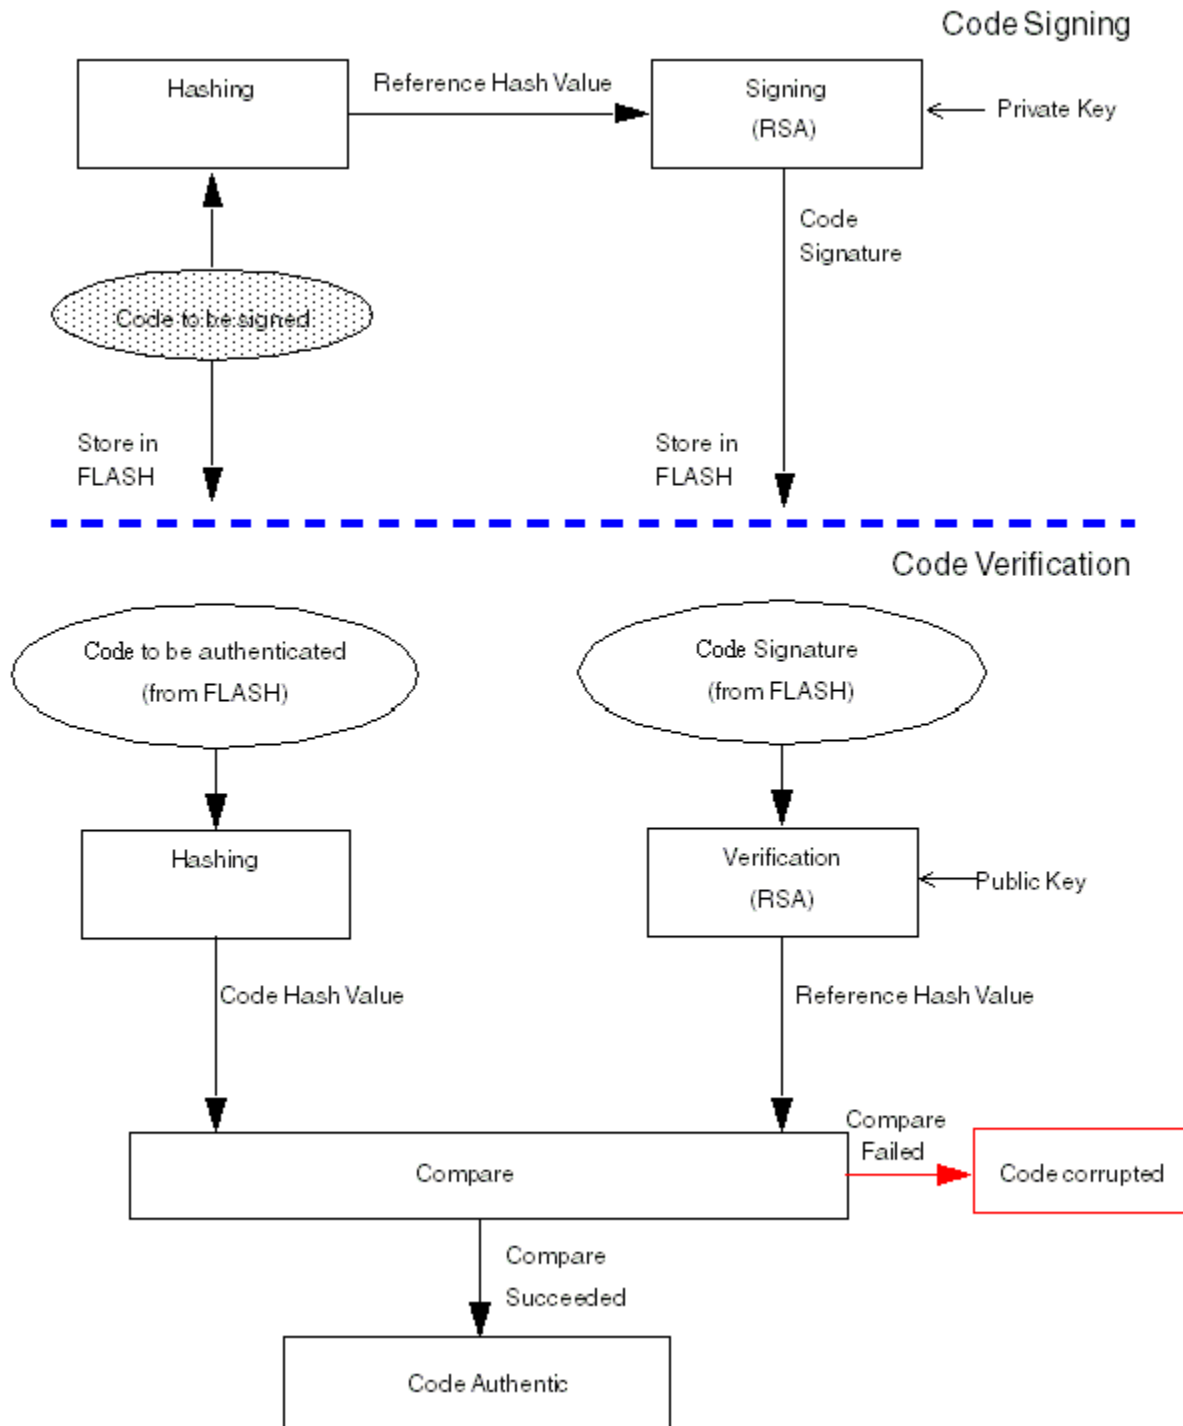 Code Signing
Hashing
Reference Hash Value
Signing
(RSA)
Private Key
Code
Signature
Code to be signed
Store in
FLASH
Store in
FLASH
Code Verification
Code to be authenticated
(from FLASH)
Code Signature
(from FLASH)
Hashing
Verification
(RSA)
Public Key
Code Hash Value
Reference Hash Value
Compare
Compare
Failed
Code corrupted
Compare
Succeeded
Code Authentic